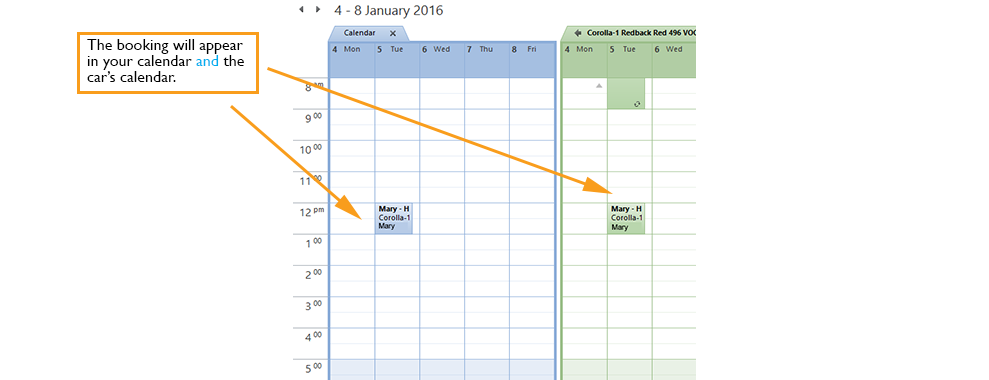 4 - 8 January 2016
The booking will appear
in your calendar and the
car's calendar.
Calendar
4 Mon 5 Tue 6 Wed 7 Thu 8 Fri
Corolla-1 Redback Red 496 VOC
4 Mon 5 Tue 6 Wed
8 am
9 00
10 00
11 00
12 pm
1 00
2 00
3 00
4 00
5 00
Mary - H
Corolla-1
Mary
Mary - H
Corolla-1
Mary